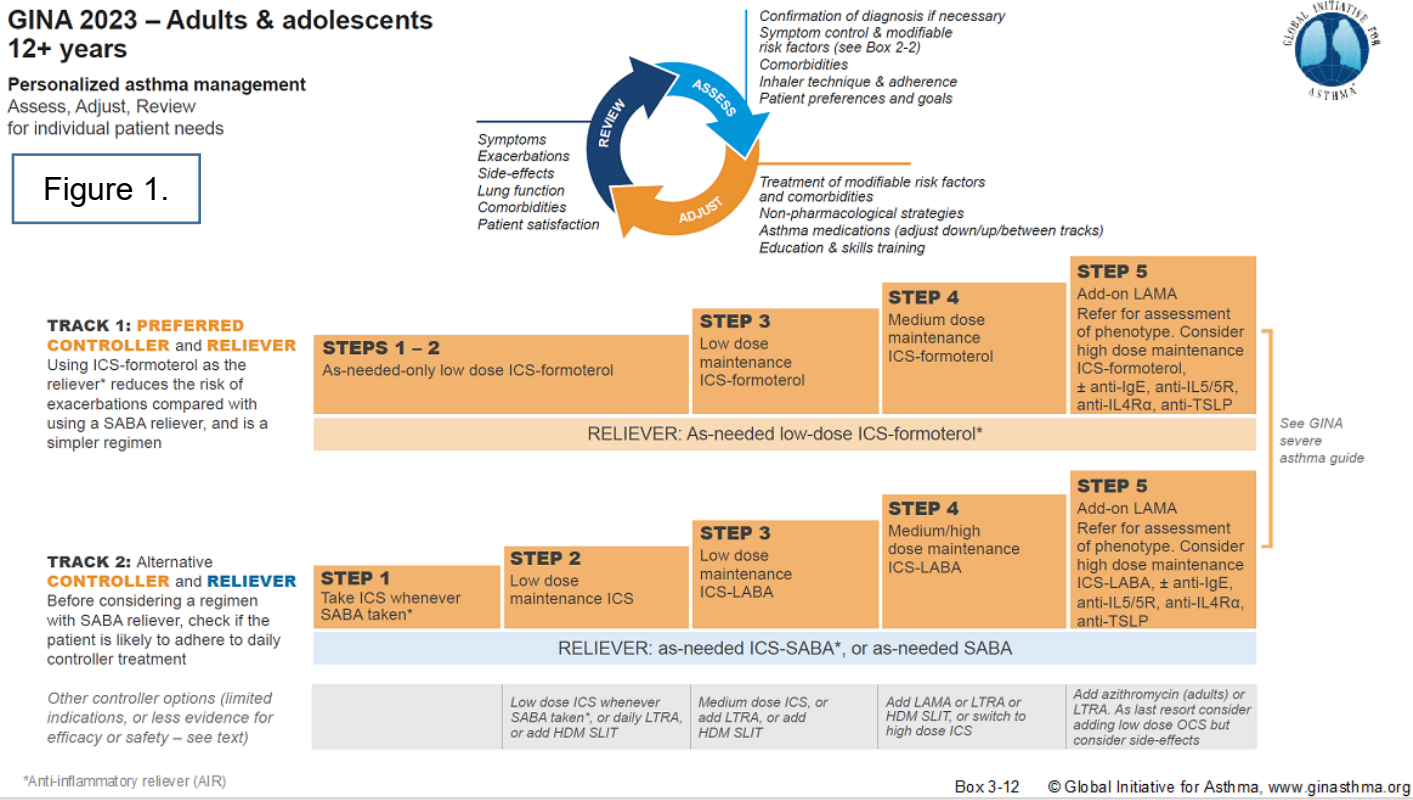 GINA 2023 – Adults & adolescents
12+ years
Personalized asthma management
Assess, Adjust, Review
for individual patient needs
Figure 1.
Confirmation of diagnosis if necessary
Symptom control & modifiable
risk factors (see Box 2-2)
Comorbidities
Inhaler technique & adherence
Patient preferences and goals
REVIEW
ASSESS
ADJUST
Symptoms
Exacerbations
Side-effects
Lung function
Comorbidities
Patient satisfaction
Treatment of modifiable risk factors
and comorbidities
Non-pharmacological strategies
Asthma medications (adjust down/up/between tracks)
Education & skills training
GLOBAL INITIATIVE FOR
ASTHMA
TRACK 1: PREFERRED
CONTROLLER and RELIEVER
Using ICS-formoterol as the
reliever* reduces the risk of
exacerbations compared with
using a SABA reliever, and is a
simpler regimen
STEPS 1 – 2
As-needed-only low dose ICS-formoterol
STEP 3
Low dose
maintenance
ICS-formoterol
STEP 4
Medium dose
maintenance
ICS-formoterol
STEP 5
Add-on LAMA
Refer for assessment
of phenotype. Consider
high dose maintenance
ICS-formoterol,
± anti-IgE, anti-IL5/5R,
anti-IL4Rα, anti-TSLP
RELIEVER: As-needed low-dose ICS-formoterol*
See GINA
severe
asthma guide
TRACK 2: Alternative
CONTROLLER and RELIEVER
Before considering a regimen
with SABA reliever, check if the
patient is likely to adhere to daily
controller treatment
STEP 1
Take ICS whenever
SABA taken*
STEP 2
Low dose
maintenance ICS
STEP 3
Low dose
maintenance
ICS-LABA
STEP 4
Medium/high
dose maintenance
ICS-LABA
STEP 5
Add-on LAMA
Refer for assessment
of phenotype. Consider
high dose maintenance
ICS-LABA, ± anti-IgE,
anti-IL5/5R, anti-IL4Rα,
anti-TSLP
RELIEVER: as-needed ICS-SABA*, or as-needed SABA
Other controller options (limited
indications, or less evidence for
efficacy or safety – see text)
Low dose ICS whenever
SABA taken*, or daily LTRA,
or add HDM SLIT
Medium dose ICS, or
add LTRA, or add
HDM SLIT
Add LAMA or LTRA or
HDM SLIT, or switch to
high dose ICS
Add azithromycin (adults) or
LTRA. As last resort consider
adding low dose OCS but
consider side-effects
*Anti-inflammatory reliever (AIR)
Box 3-12 © Global Initiative for Asthma, www.ginasthma.org